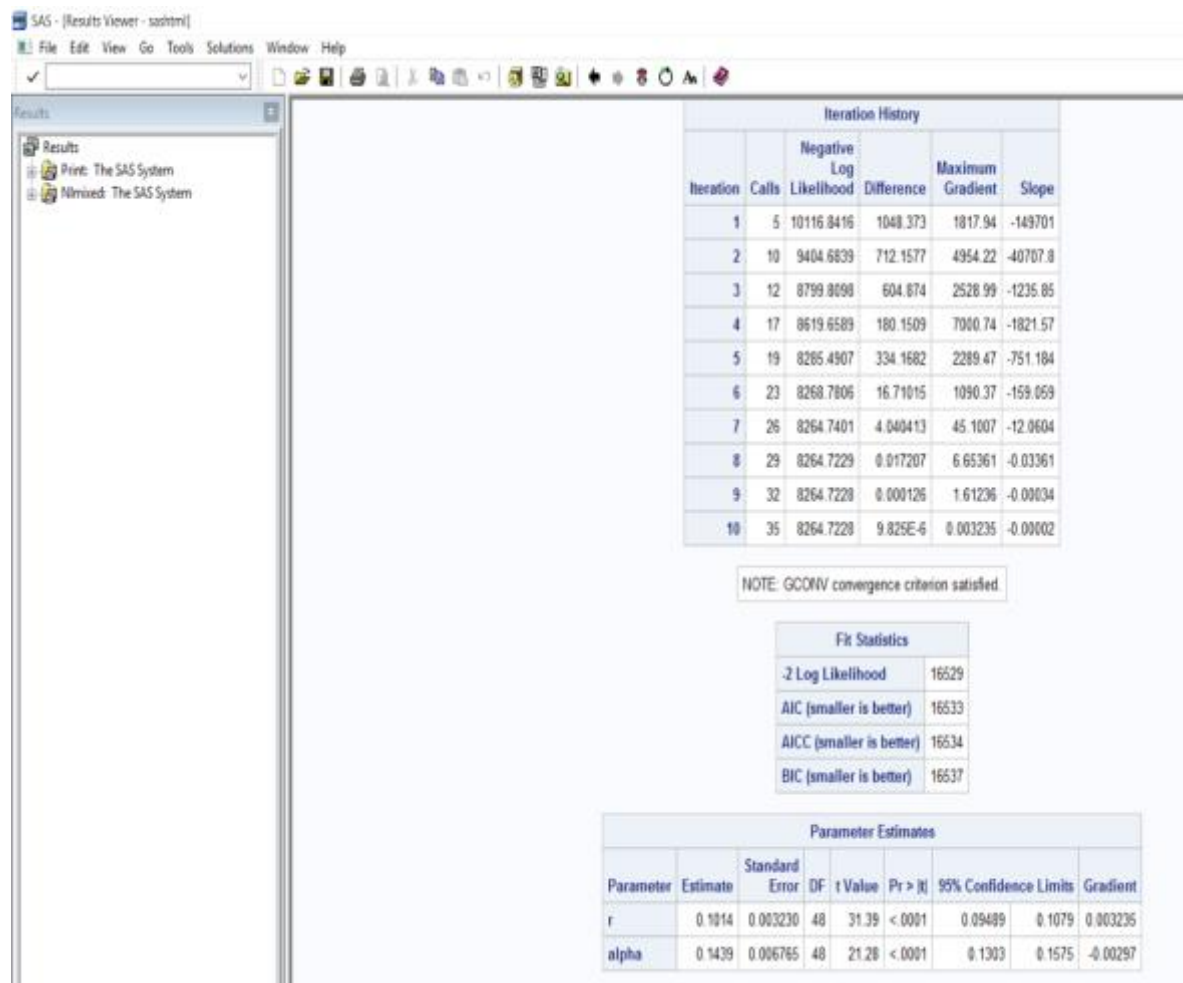 SAS - [Results Viewer - sashtml]
File Edit View Go Tools Solutions Window Help
Results
Results
Print: The SAS System
Nlmixed: The SAS System
Iteration History
Iteration Calls Negative Log Likelihood Difference Maximum Gradient Slope
1 5 10116.8416 1048.373 1817.94 -149701
2 10 9404.6839 712.1577 4954.22 -40707.8
3 12 8799.8098 604.874 2528.99 -1235.85
4 17 8619.6589 180.1509 7000.74 -1821.57
5 19 8285.4907 334.1682 2289.47 -751.184
6 23 8268.7806 16.71015 1090.37 -159.059
7 26 8264.7401 4.040413 45.1007 -12.0604
8 29 8264.7229 0.017207 6.65361 -0.03361
9 32 8264.7228 0.000126 1.61236 -0.00034
10 35 8264.7228 9.825E-6 0.003235 -0.00002
NOTE: GCONV convergence criterion satisfied.
Fit Statistics
-2 Log Likelihood 16529
AIC (smaller is better) 16533
AICC (smaller is better) 16534
BIC (smaller is better) 16537
Parameter Estimates
Parameter Estimate Standard Error DF t Value Pr > |t| 95% Confidence Limits Gradient
r 0.1014 0.003230 48 31.39 <.0001 0.09489 0.1079 0.003235
alpha 0.1439 0.006765 48 21.28 <.0001 0.1303 0.1575 -0.00297